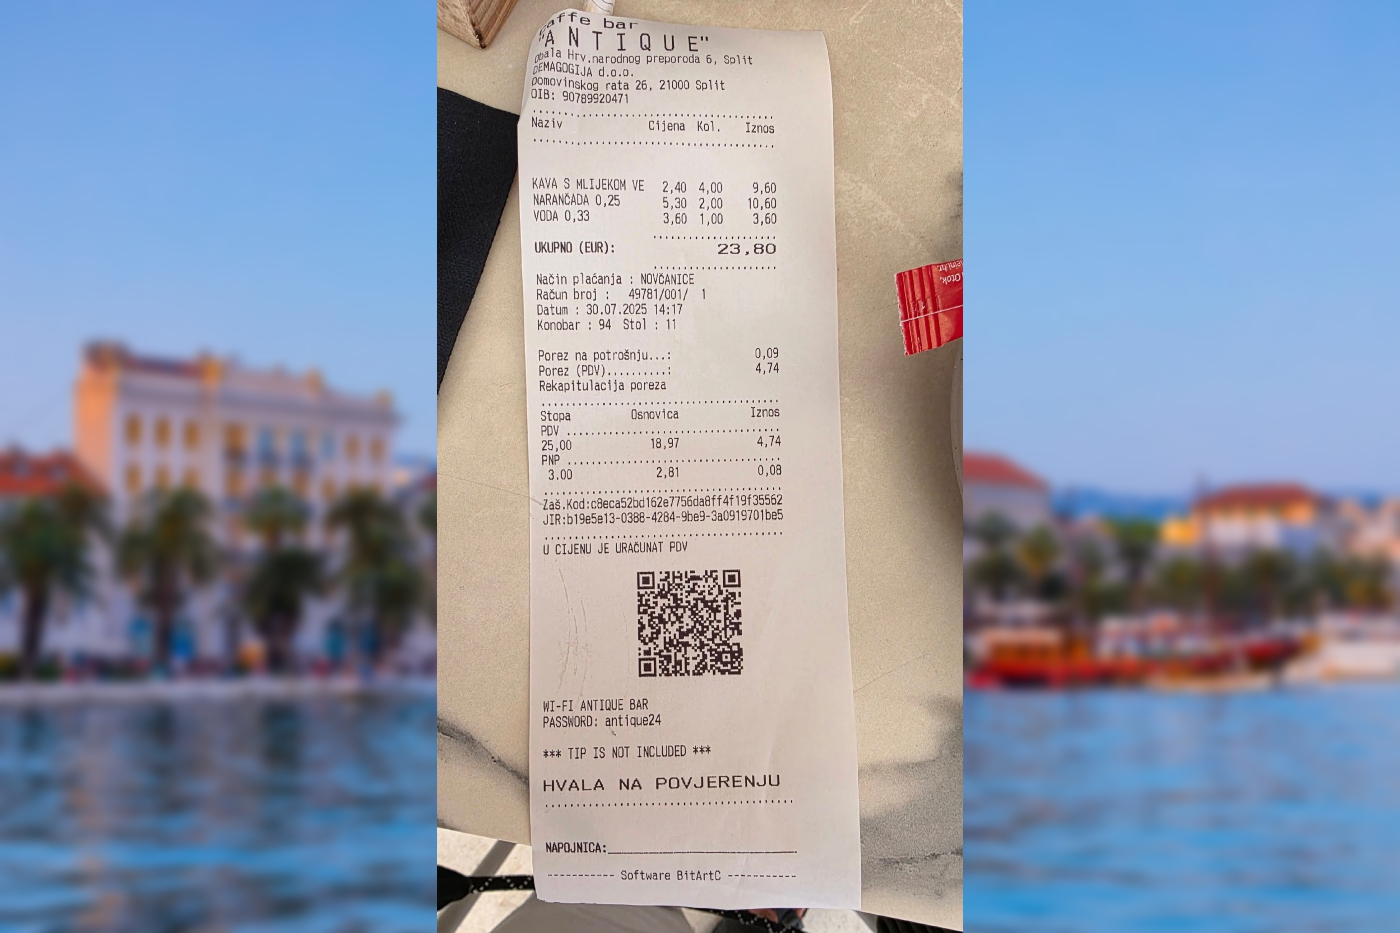 caffe bar
"ANTIQUE"
Obala Hrv.narodnog preporoda 6, Split
DEMAGOGIJA d.o.o.
Domovinskog rata 26, 21000 Split
OIB: 90789920471
Naziv Cijena Kol. Iznos
KAVA S MLIJEKOM VE 2,40 4,00 9,60
NARANČADA 0,25 5,30 2,00 10,60
VODA 0,33 3,60 1,00 3,60
UKUPNO (EUR): 23,80
Način plaćanja : NOVČANICE
Račun broj : 49781/001/ 1
Datum : 30.07.2025 14:17
Konobar : 94 Stol : 11
Porez na potrošnju...: 0,09
Porez (PDV)..........: 4,74
Rekapitulacija poreza
Stopa Osnovica Iznos
PDV
25,00 18,97 4,74
PNP
3.00 2,81 0,08
Zaš.Kod:c8eca52bd162e7756da8ff4f19f35562
JIR:b19e5e13-0388-4284-9be9-3a0919701be5
U CIJENU JE URAČUNAT PDV
WI-FI ANTIQUE BAR
PASSWORD: antique24
*** TIP IS NOT INCLUDED ***
HVALA NA POVJERENJU
NAPOJNICA:
----------- Software BitArtC -----------